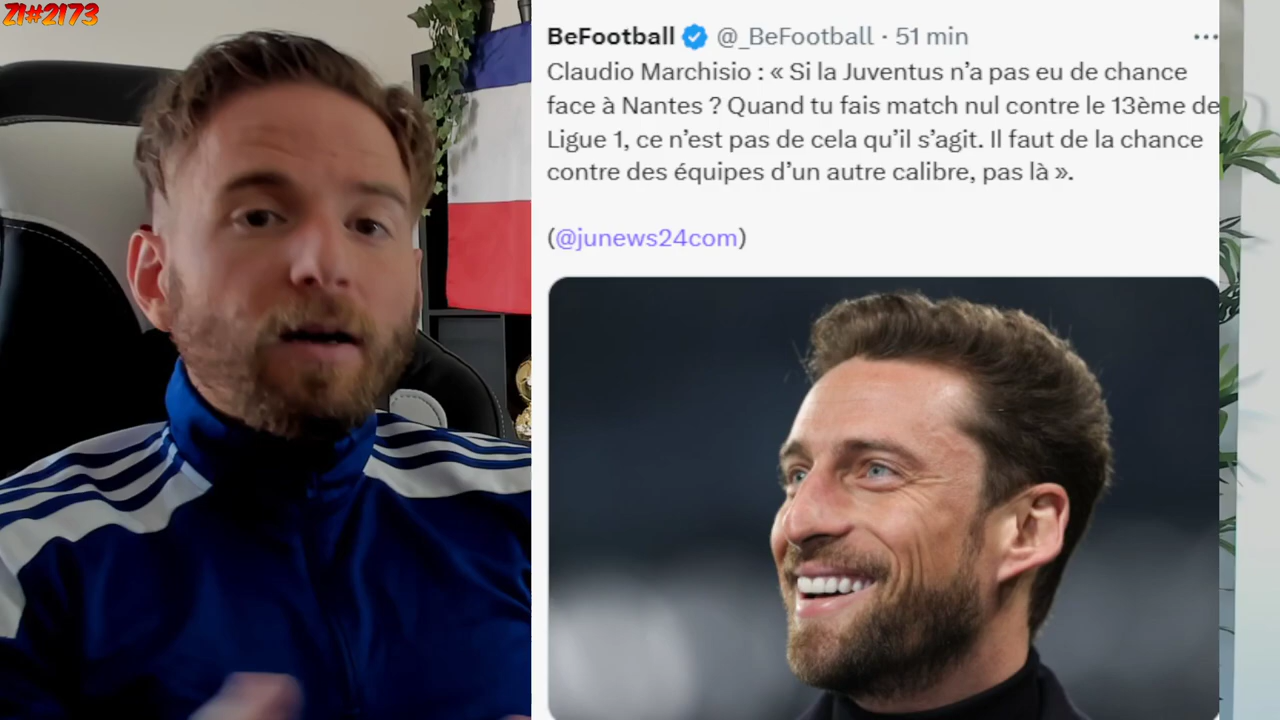 Z1#2173
BeFootball @_BeFootball · 51 min
Claudio Marchisio : « Si la Juventus n’a pas eu de chance
face à Nantes ? Quand tu fais match nul contre le 13ème de
Ligue 1, ce n’est pas de cela qu’il s’agit. Il faut de la chance
contre des équipes d’un autre calibre, pas là ».
(@junews24com)